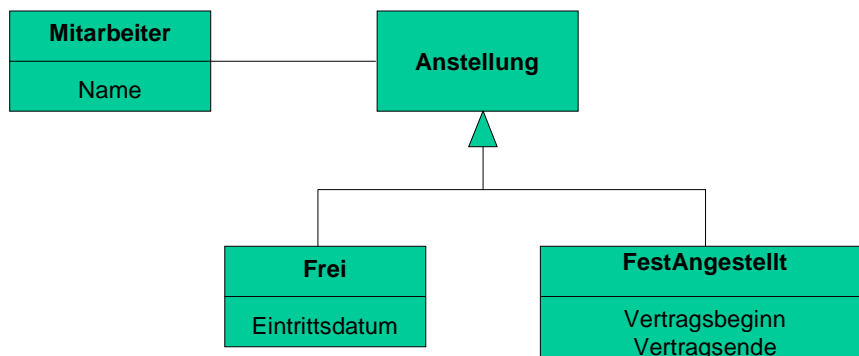 Mitarbeiter
Name
Anstellung
Frei
Eintrittsdatum
FestAngestellt
Vertragsbeginn
Vertragsende